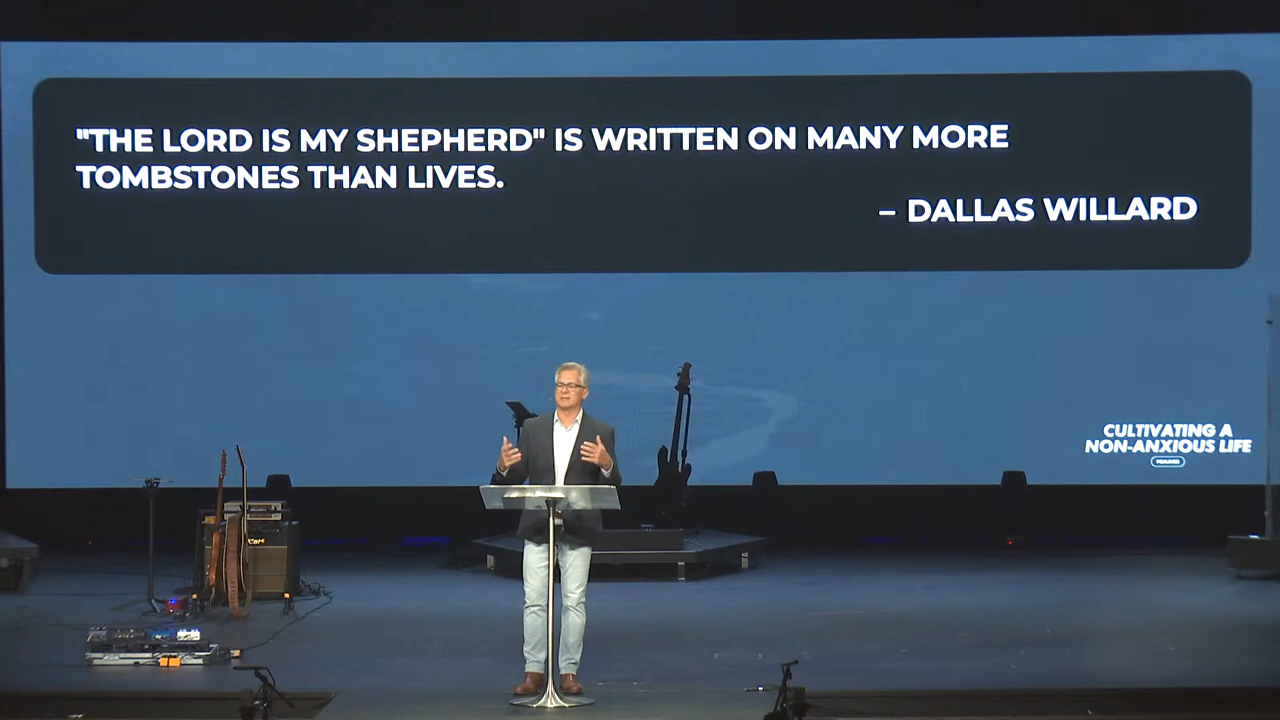 "THE LORD IS MY SHEPHERD" IS WRITTEN ON MANY MORE
TOMBSTONES THAN LIVES.
– DALLAS WILLARD
CULTIVATING A
NON-ANXIOUS LIFE